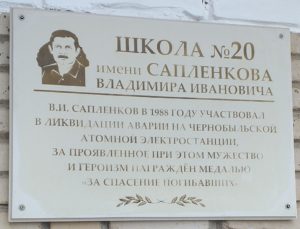 ШКОЛА №20
имени САПЛЕНКОВА
ВЛАДИМИРА ИВАНОВИЧА
В.И. САПЛЕНКОВ В 1988 ГОДУ УЧАСТВОВАЛ
В ЛИКВИДАЦИИ АВАРИИ НА ЧЕРНОБЫЛЬСКОЙ
АТОМНОЙ ЭЛЕКТРОСТАНЦИИ,
ЗА ПРОЯВЛЕННОЕ ПРИ ЭТОМ МУЖЕСТВО
И ГЕРОИЗМ НАГРАЖДЁН МЕДАЛЬЮ
«ЗА СПАСЕНИЕ ПОГИБАВШИХ»